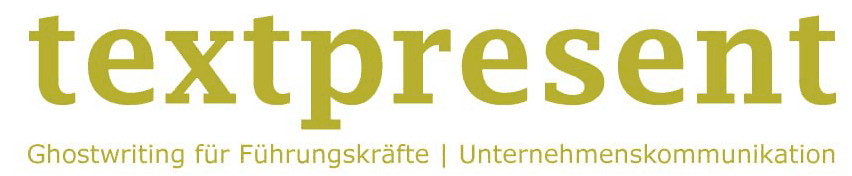 textpresent
Ghostwriting für Führungskräfte | Unternehmenskommunikation